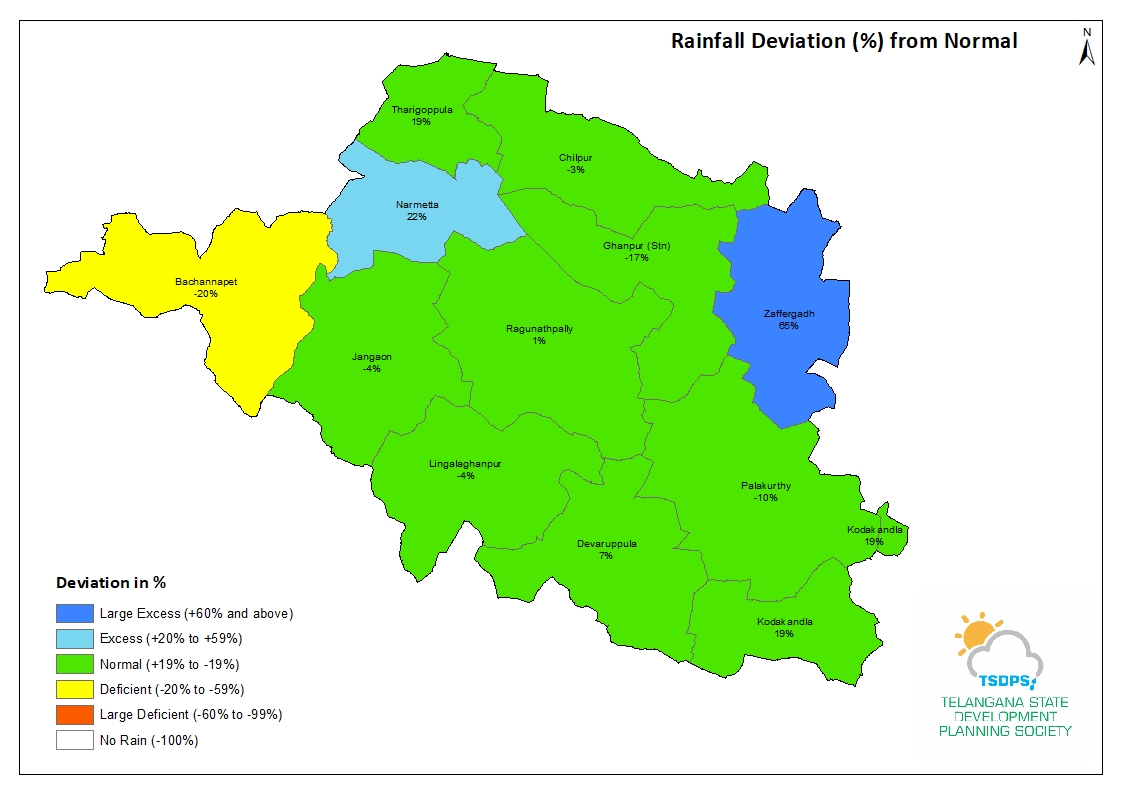 Rainfall Deviation (%) from Normal
N
Tharigoppula
19%
Chilpur
-3%
Narmetta
22%
Ghanpur (Stn)
-17%
Bachannapet
-20%
Zaffergadh
65%
Ragunathpally
1%
Jangaon
-4%
Lingalaghanpur
-4%
Palakurthy
-10%
Kodakandla
19%
Devaruppula
7%
Kodakandla
19%
Deviation in %
Large Excess (+60% and above)
Excess (+20% to +59%)
Normal (+19% to -19%)
Deficient (-20% to -59%)
Large Deficient (-60% to -99%)
No Rain (-100%)
TSDPS
TELANGANA STATE
DEVELOPMENT
PLANNING SOCIETY